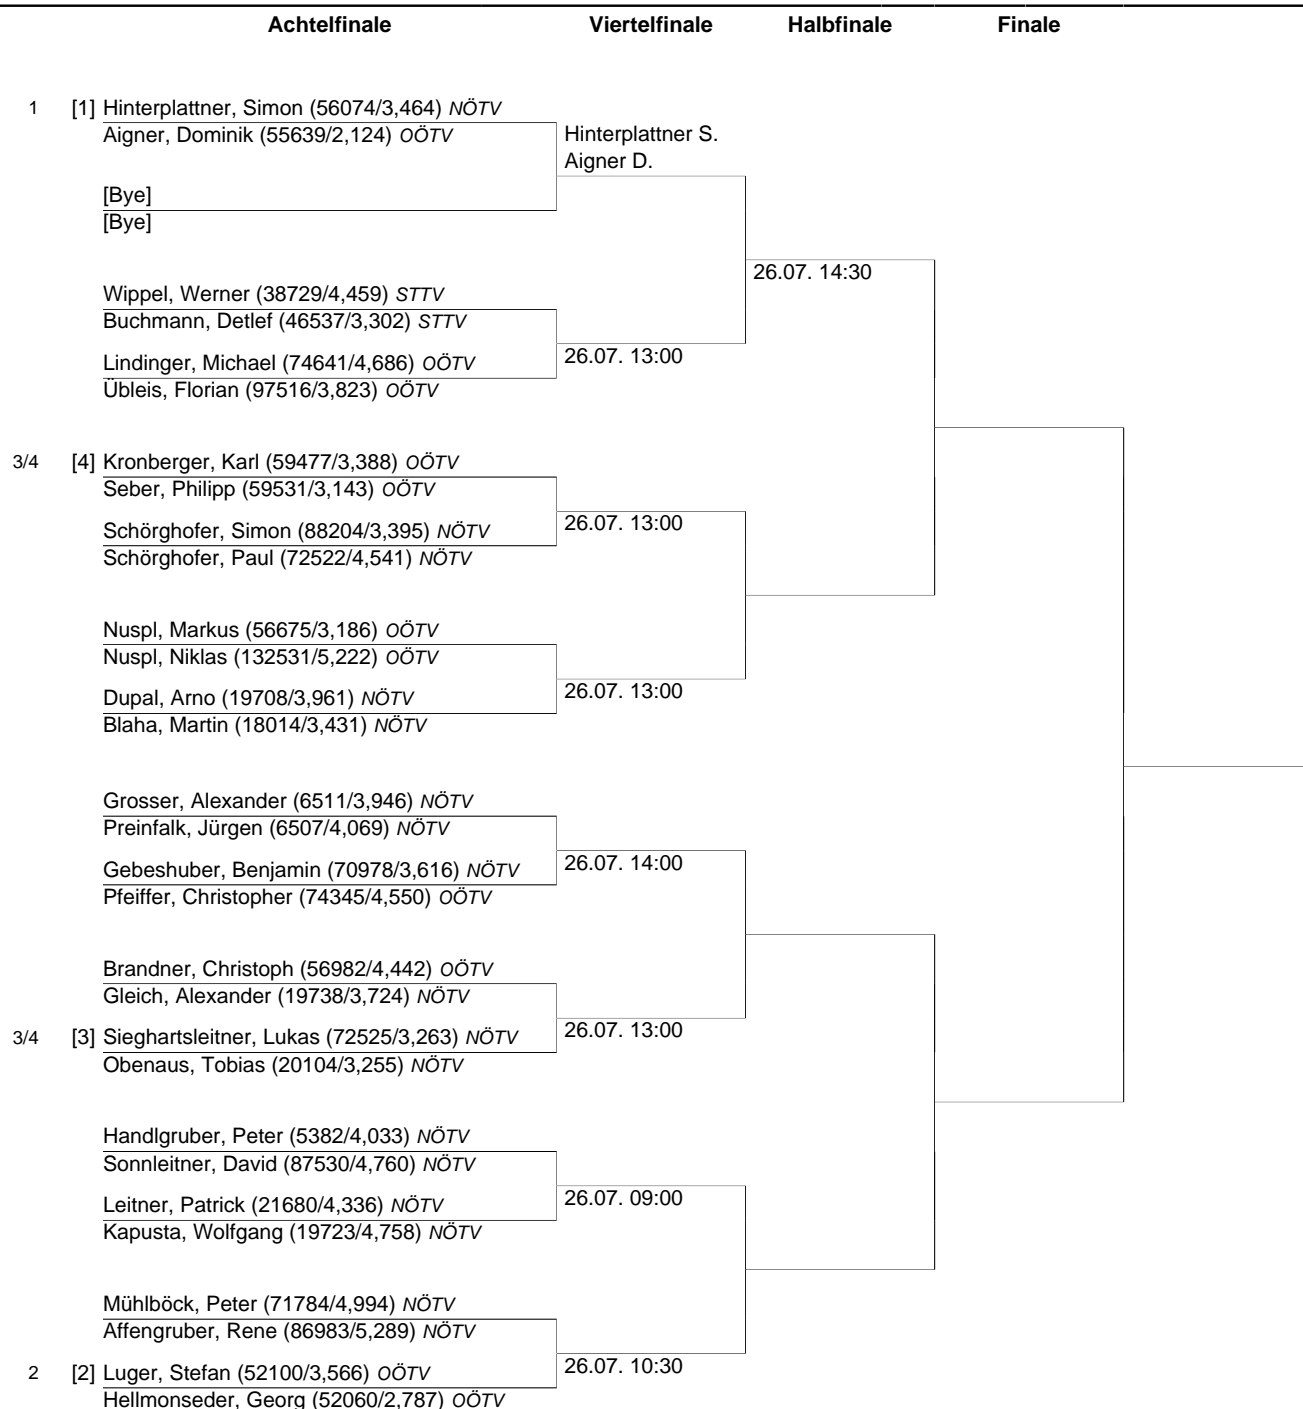 Achtelfinale Viertelfinale Halbfinale Finale
1 [1] Hinterplattner, Simon (56074/3,464) NÖTV
Aigner, Dominik (55639/2,124) OÖTV
Hinterplattner S.
Aigner D.
[Bye]
[Bye]
26.07. 14:30
Wippel, Werner (38729/4,459) STTV
Buchmann, Detlef (46537/3,302) STTV
26.07. 13:00
Lindinger, Michael (74641/4,686) OÖTV
Übleis, Florian (97516/3,823) OÖTV
3/4 [4] Kronberger, Karl (59477/3,388) OÖTV
Seber, Philipp (59531/3,143) OÖTV
26.07. 13:00
Schörghofer, Simon (88204/3,395) NÖTV
Schörghofer, Paul (72522/4,541) NÖTV
Nuspl, Markus (56675/3,186) OÖTV
Nuspl, Niklas (132531/5,222) OÖTV
26.07. 13:00
Dupal, Arno (19708/3,961) NÖTV
Blaha, Martin (18014/3,431) NÖTV
Grosser, Alexander (6511/3,946) NÖTV
Preinfalk, Jürgen (6507/4,069) NÖTV
26.07. 14:00
Gebeshuber, Benjamin (70978/3,616) NÖTV
Pfeiffer, Christopher (74345/4,550) OÖTV
Brandner, Christoph (56982/4,442) OÖTV
Gleich, Alexander (19738/3,724) NÖTV
26.07. 13:00
3/4 [3] Sieghartsleitner, Lukas (72525/3,263) NÖTV
Obenaus, Tobias (20104/3,255) NÖTV
Handlgruber, Peter (5382/4,033) NÖTV
Sonnleitner, David (87530/4,760) NÖTV
26.07. 09:00
Leitner, Patrick (21680/4,336) NÖTV
Kapusta, Wolfgang (19723/4,758) NÖTV
Mühlböck, Peter (71784/4,994) NÖTV
Affengruber, Rene (86983/5,289) NÖTV
26.07. 10:30
2 [2] Luger, Stefan (52100/3,566) OÖTV
Hellmonseder, Georg (52060/2,787) OÖTV